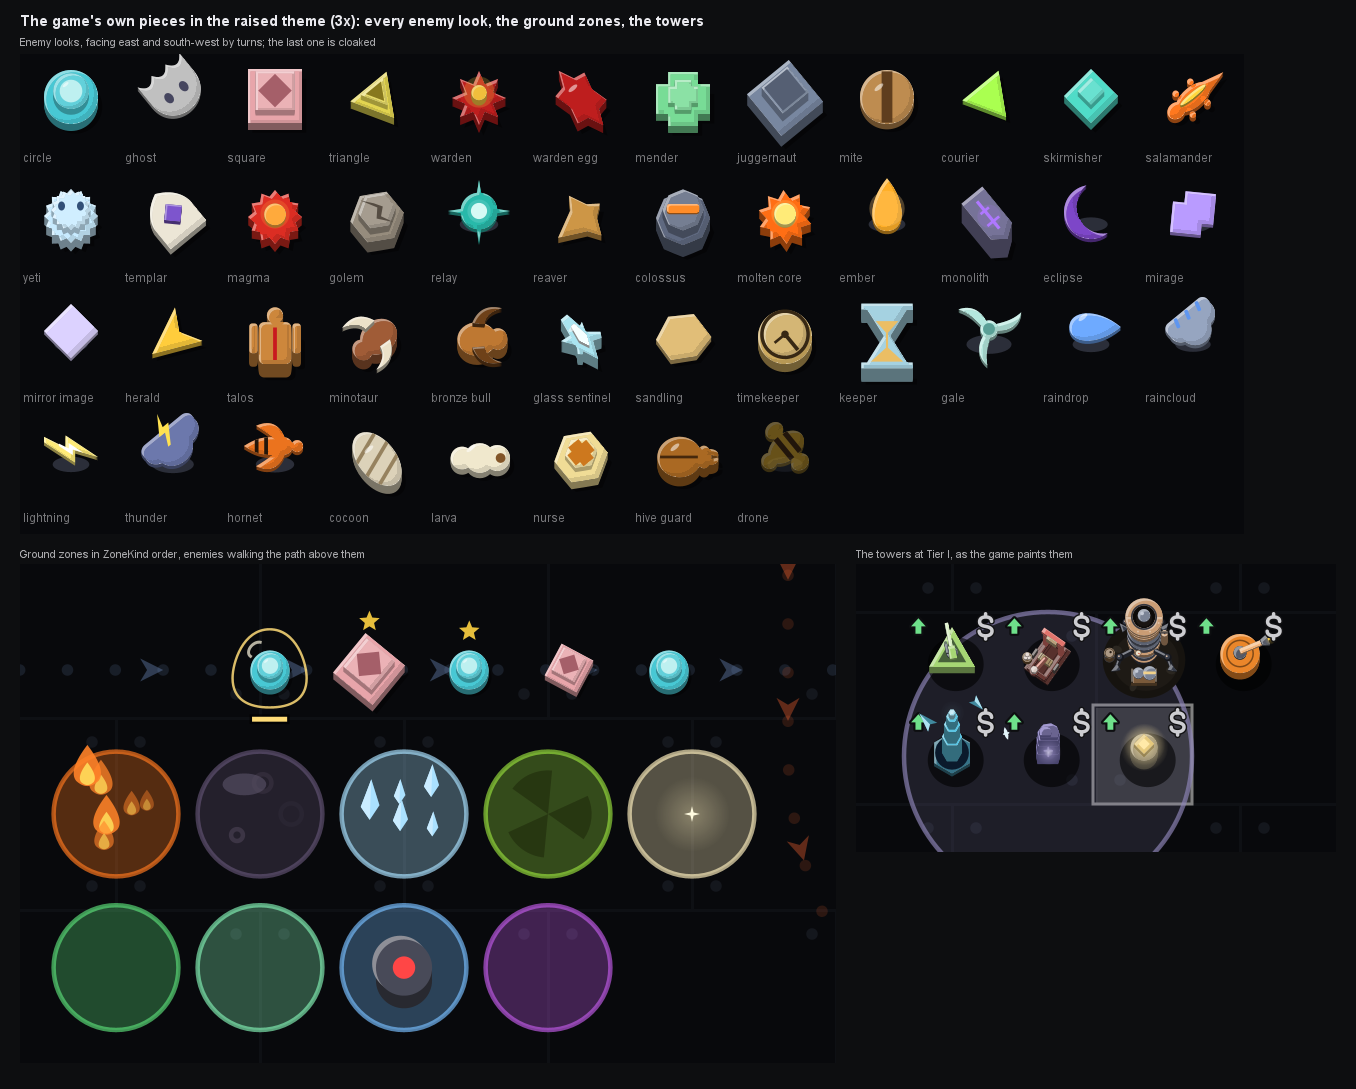 The game's own pieces in the raised theme (3x): every enemy look, the ground zones, the towers
Enemy looks, facing east and south-west by turns; the last one is cloaked
circle ghost square triangle warden warden egg mender juggernaut mite courier skirmisher salamander
yeti templar magma golem relay reaver colossus molten core ember monolith eclipse mirage
mirror image herald talos minotaur bronze bull glass sentinel sandling timekeeper keeper gale raindrop raincloud
lightning thunder hornet cocoon larva nurse hive guard drone
Ground zones in ZoneKind order, enemies walking the path above them
The towers at Tier I, as the game paints them
$ $ $ $
$ $ $